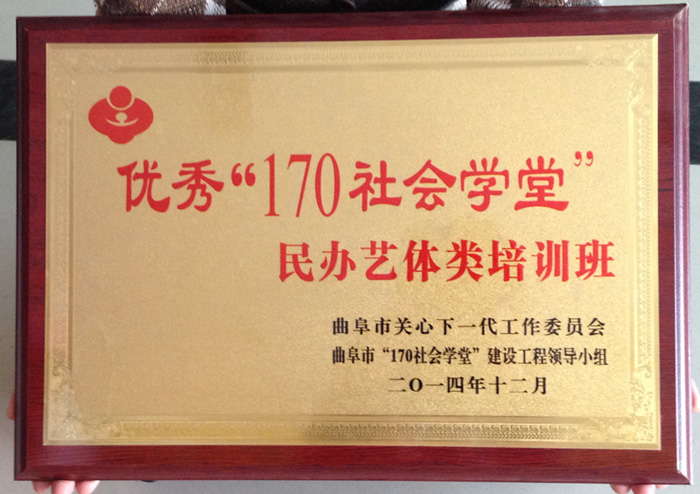 优秀“170社会学堂”
民办艺体类培训班
曲阜市关心下一代工作委员会
曲阜市“170社会学堂”建设工程领导小组
二O一四年十二月